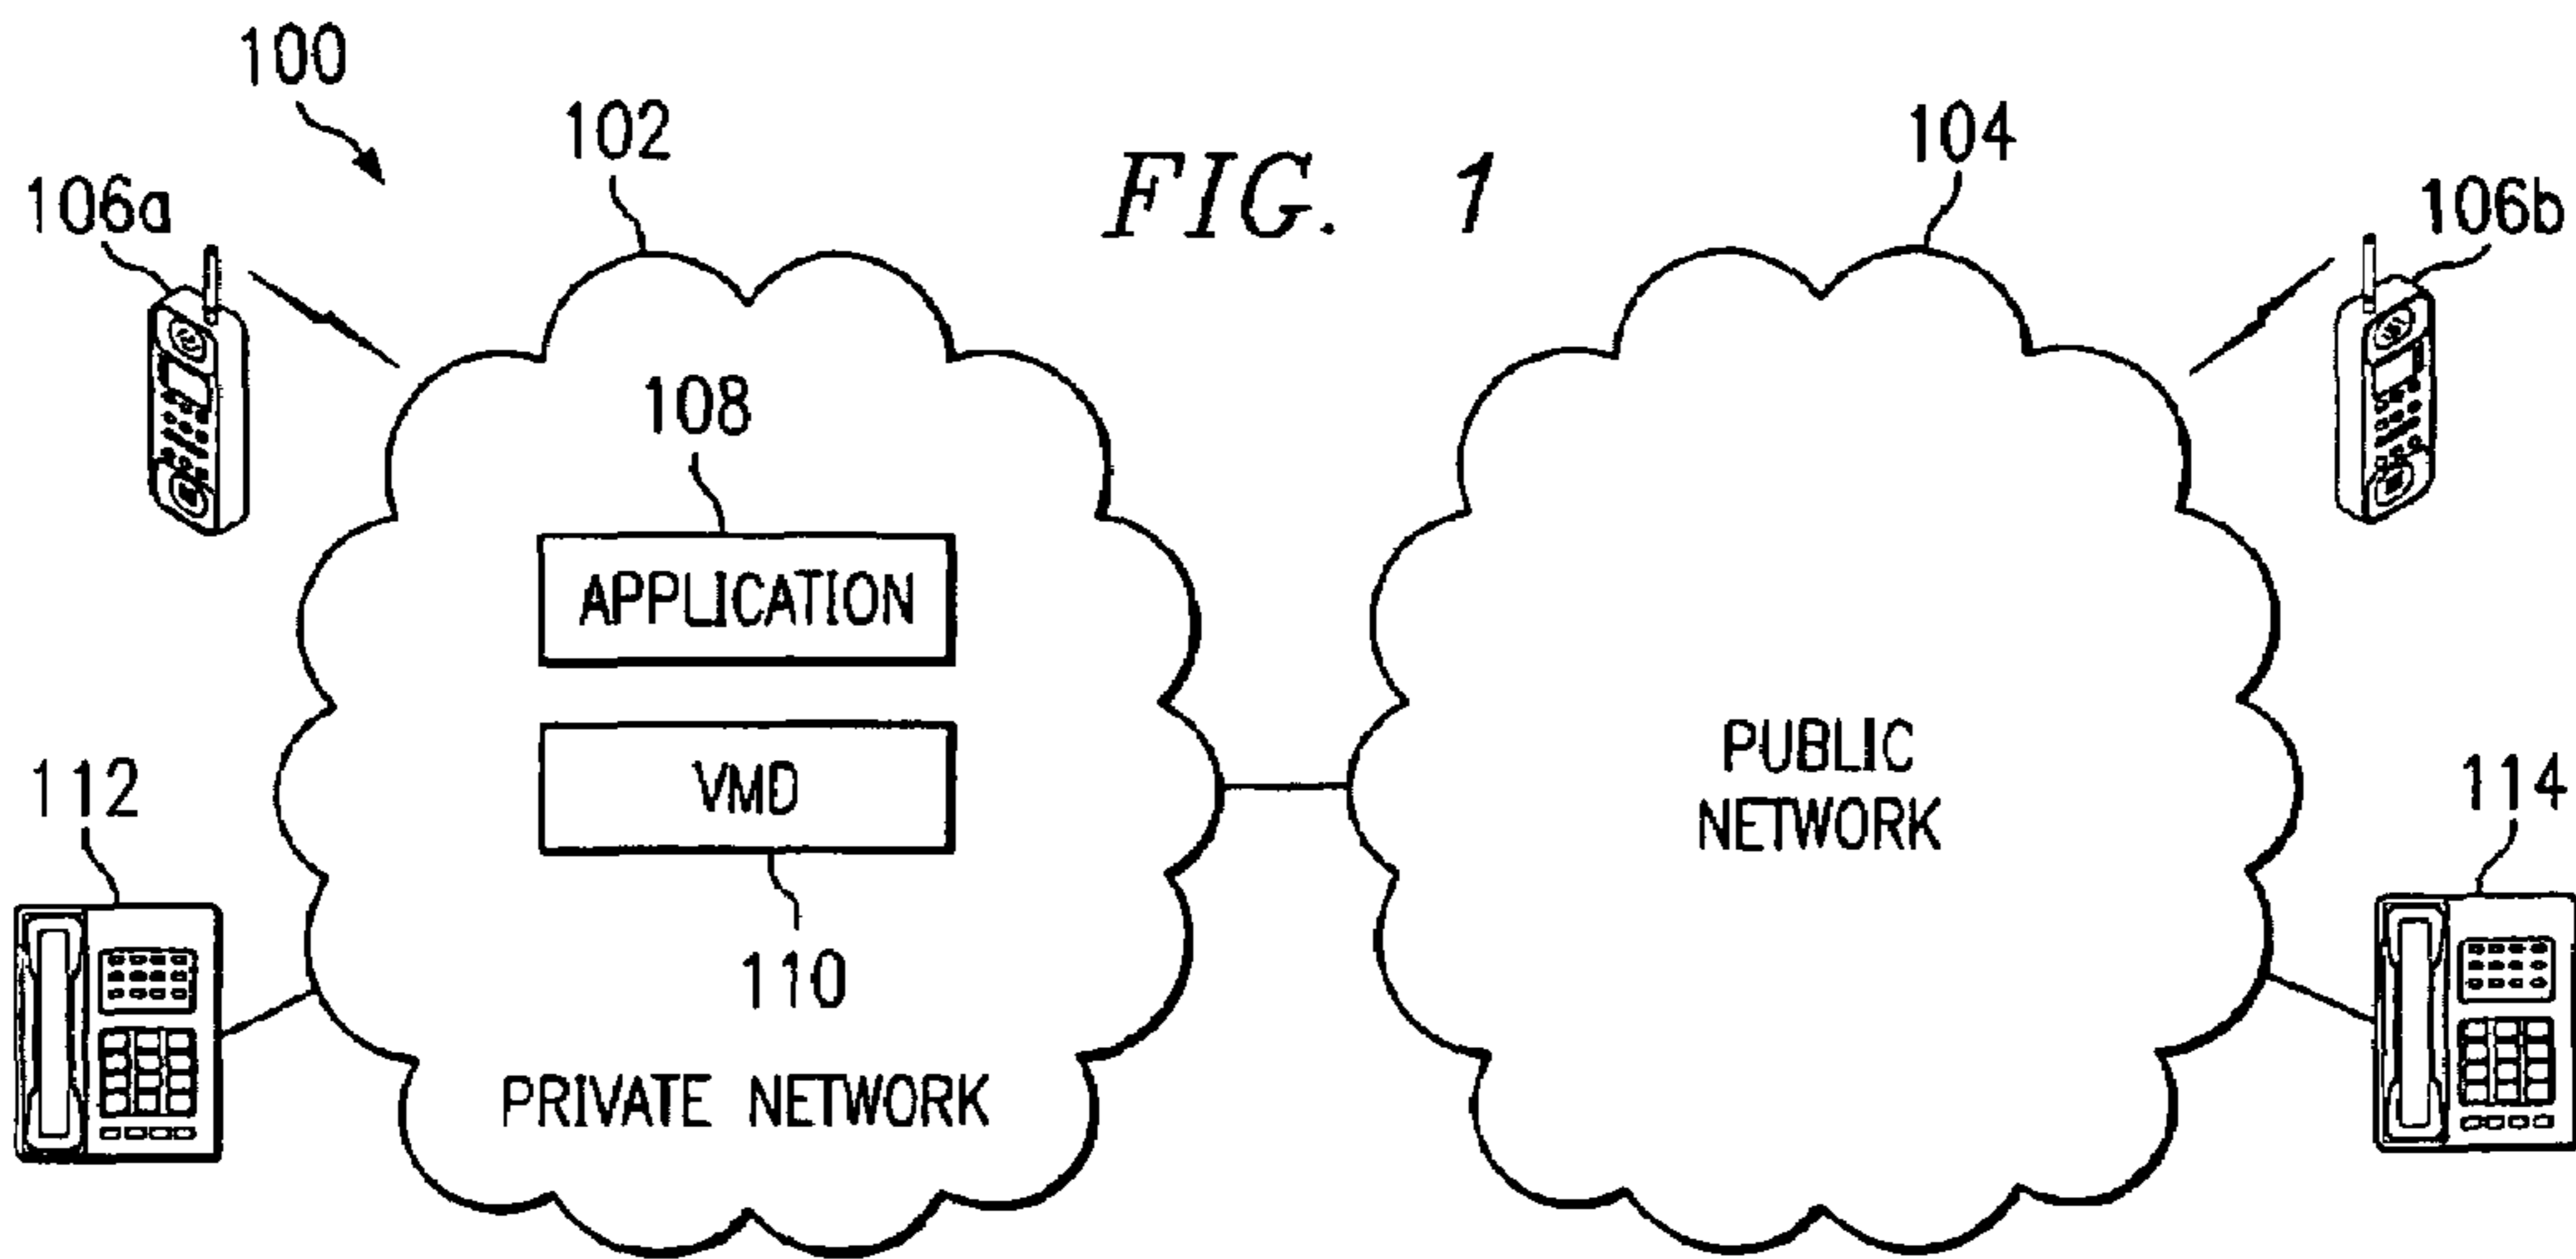 100
102
104
FIG. 1
106a
106b
108
APPLICATION
VMD
PUBLIC
NETWORK
112
114
110
PRIVATE NETWORK